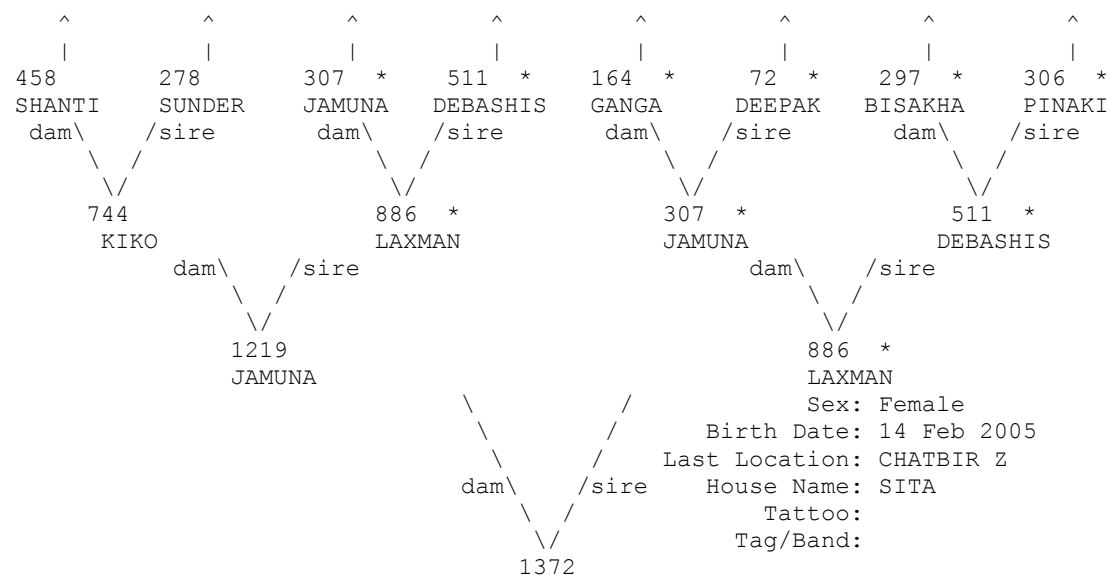 ^ ^ ^ ^ ^ ^ ^ ^
| | | | | | | |
458 278 307 * 511 * 164 * 72 * 297 * 306 *
SHANTI SUNDER JAMUNA DEBASHIS GANGA DEEPAK BISAKHA PINAKI
dam\ /sire dam\ /sire dam\ /sire dam\ /sire
\ / \ / \ / \ /
\/ \/ \/ \/
744 886 * 307 * 511 *
KIKO LAXMAN JAMUNA DEBASHIS
dam\ /sire dam\ /sire
\ / \ /
\/ \/
1219 886 *
JAMUNA LAXMAN
\ / Sex: Female
\ / Birth Date: 14 Feb 2005
\ / Last Location: CHATBIR Z
dam\ /sire House Name: SITA
\ / Tattoo:
\/ Tag/Band:
1372